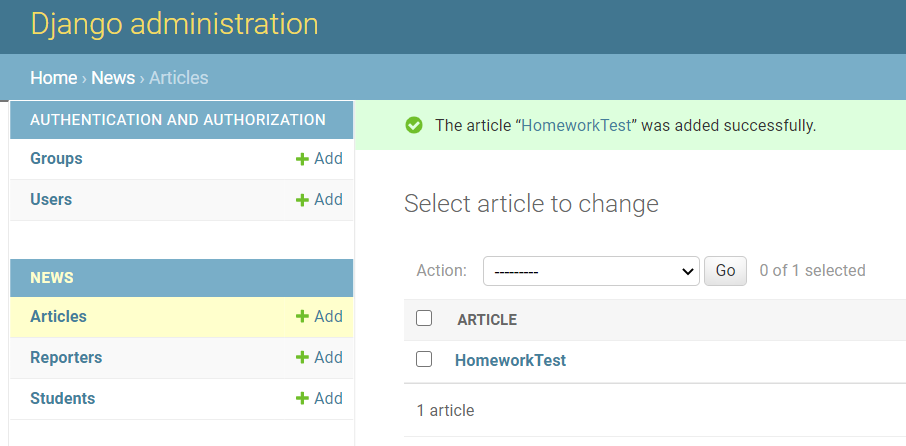 Django administration
Home › News › Articles
AUTHENTICATION AND AUTHORIZATION
Groups + Add
Users + Add
NEWS
Articles + Add
Reporters + Add
Students + Add
The article “HomeworkTest” was added successfully.
Select article to change
Action: --------- Go 0 of 1 selected
ARTICLE
HomeworkTest
1 article